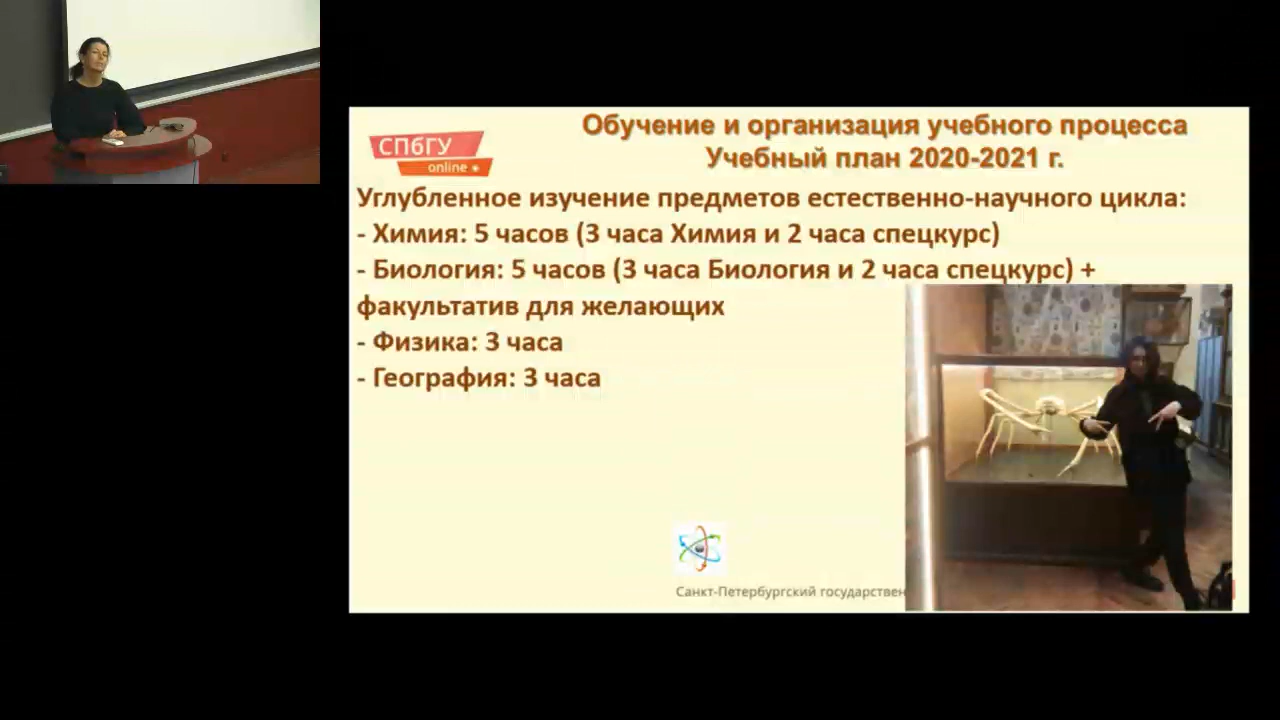 СПбГУ
online
Обучение и организация учебного процесса
Учебный план 2020-2021 г.
Углубленное изучение предметов естественно-научного цикла:
- Химия: 5 часов (3 часа Химия и 2 часа спецкурс)
- Биология: 5 часов (3 часа Биология и 2 часа спецкурс) +
факультатив для желающих
- Физика: 3 часа
- География: 3 часа
Санкт-Петербургский государствен